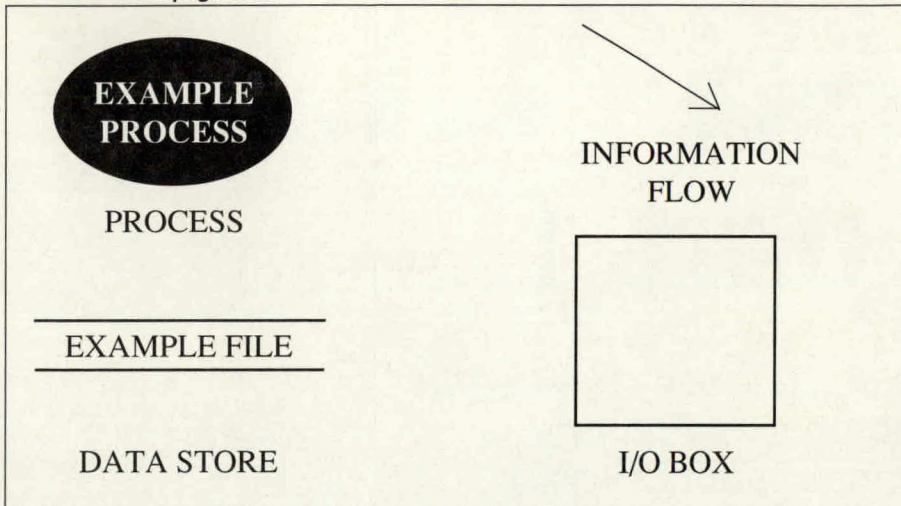 EXAMPLE
PROCESS
PROCESS
EXAMPLE FILE
DATA STORE
INFORMATION
FLOW
I/O BOX